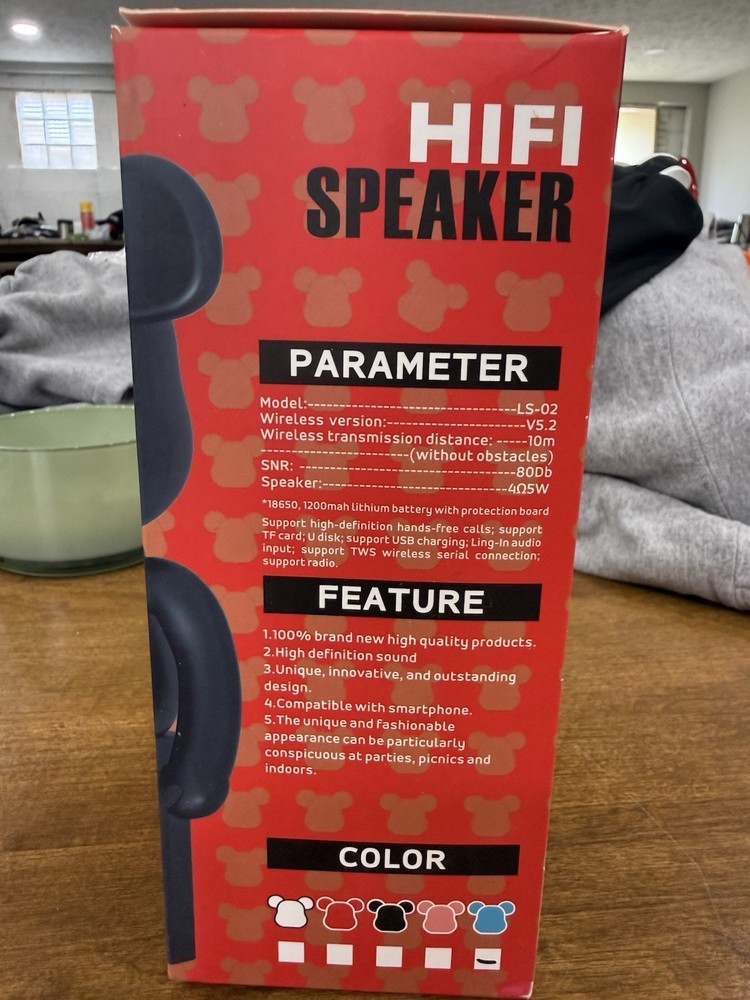 HIFI
SPEAKER
PARAMETER
Model:---------------------------------LS-02
Wireless version:----------------------V5.2
Wireless transmission distance: -----10m
-----------------------(without obstacles)
SNR: ----------------------------------80Db
Speaker:-----------------------------4Ω5W
*18650, 1200mah lithium battery with protection board
Support high-definition hands-free calls; support
TF card; U disk; support USB charging; Ling-In audio
input; support TWS wireless serial connection;
support radio.
FEATURE
1.100% brand new high quality products.
2.High definition sound
3.Unique, innovative, and outstanding
design.
4.Compatible with smartphone.
5.The unique and fashionable
appearance can be particularly
conspicuous at parties, picnics and
indoors.
COLOR